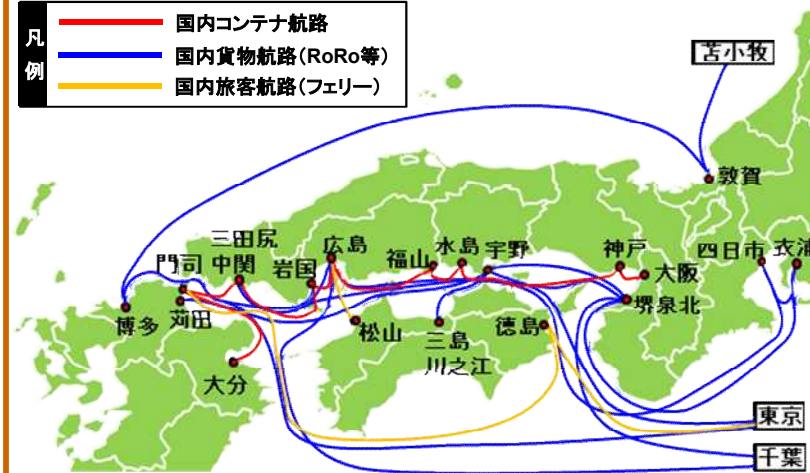 凡
例
国内コンテナ航路
国内貨物航路(RoRo等)
国内旅客航路(フェリー)
苫小牧
敦賀
三田尻
中関
門司
岩国
広島
福山
水島
宇野
神戸
大阪
四日市
衣浦
博多
苅田
松山
三島
川之江
徳島
堺泉北
大分
東京
千葉